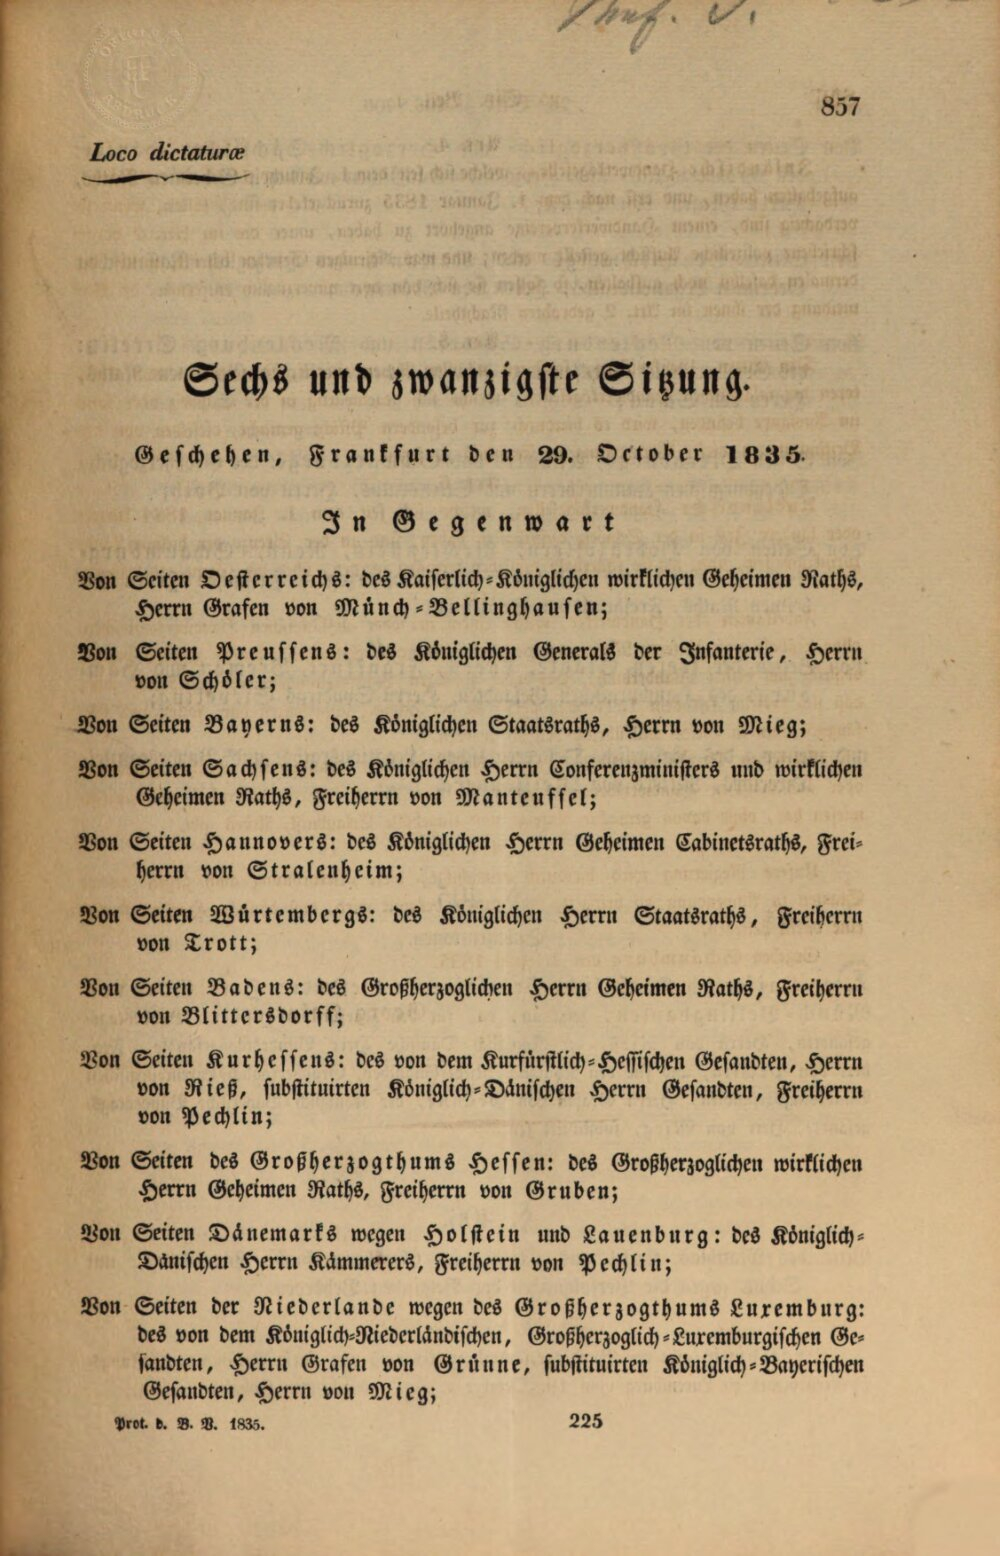 857
Loco dictaturæ
Sechs und zwanzigste Sitzung.
Geschehen, Frankfurt den 29. October 1835.
In Gegenwart
Von Seiten Oesterreichs: des Kaiserlich-Königlichen wirklichen Geheimen Raths,
Herrn Grafen von Münch-Bellinghausen;
Von Seiten Preussens: des Königlichen Generals der Infanterie, Herrn
von Schöler;
Von Seiten Bayerns: des Königlichen Staatsraths, Herrn von Mieg;
Von Seiten Sachsens: des Königlichen Herrn Conferenzministers und wirklichen
Geheimen Raths, Freiherrn von Manteuffel;
Von Seiten Hannovers: des Königlichen Herrn Geheimen Cabinetsraths, Frei-
herrn von Stralenheim;
Von Seiten Würtembergs: des Königlichen Herrn Staatsraths, Freiherrn
von Trott;
Von Seiten Badens: des Großherzoglichen Herrn Geheimen Raths, Freiherrn
von Blittersdorff;
Von Seiten Kurhessens: des von dem Kurfürstlich-Hessischen Gesandten, Herrn
von Rieß, substituirten Königlich-Dänischen Herrn Gesandten, Freiherrn
von Pechlin;
Von Seiten des Großherzogthums Hessen: des Großherzoglichen wirklichen
Herrn Geheimen Raths, Freiherrn von Gruben;
Von Seiten Dänemarks wegen Holstein und Lauenburg: des Königlich-
Dänischen Herrn Kämmerers, Freiherrn von Pechlin;
Von Seiten der Niederlande wegen des Großherzogthums Luxemburg:
des von dem Königlich-Niederländischen, Großherzoglich-Luxemburgischen Ge-
sandten, Herrn Grafen von Grünne, substituirten Königlich-Bayerischen
Gesandten, Herrn von Mieg;
Prot. d. B. V. 1835. 225